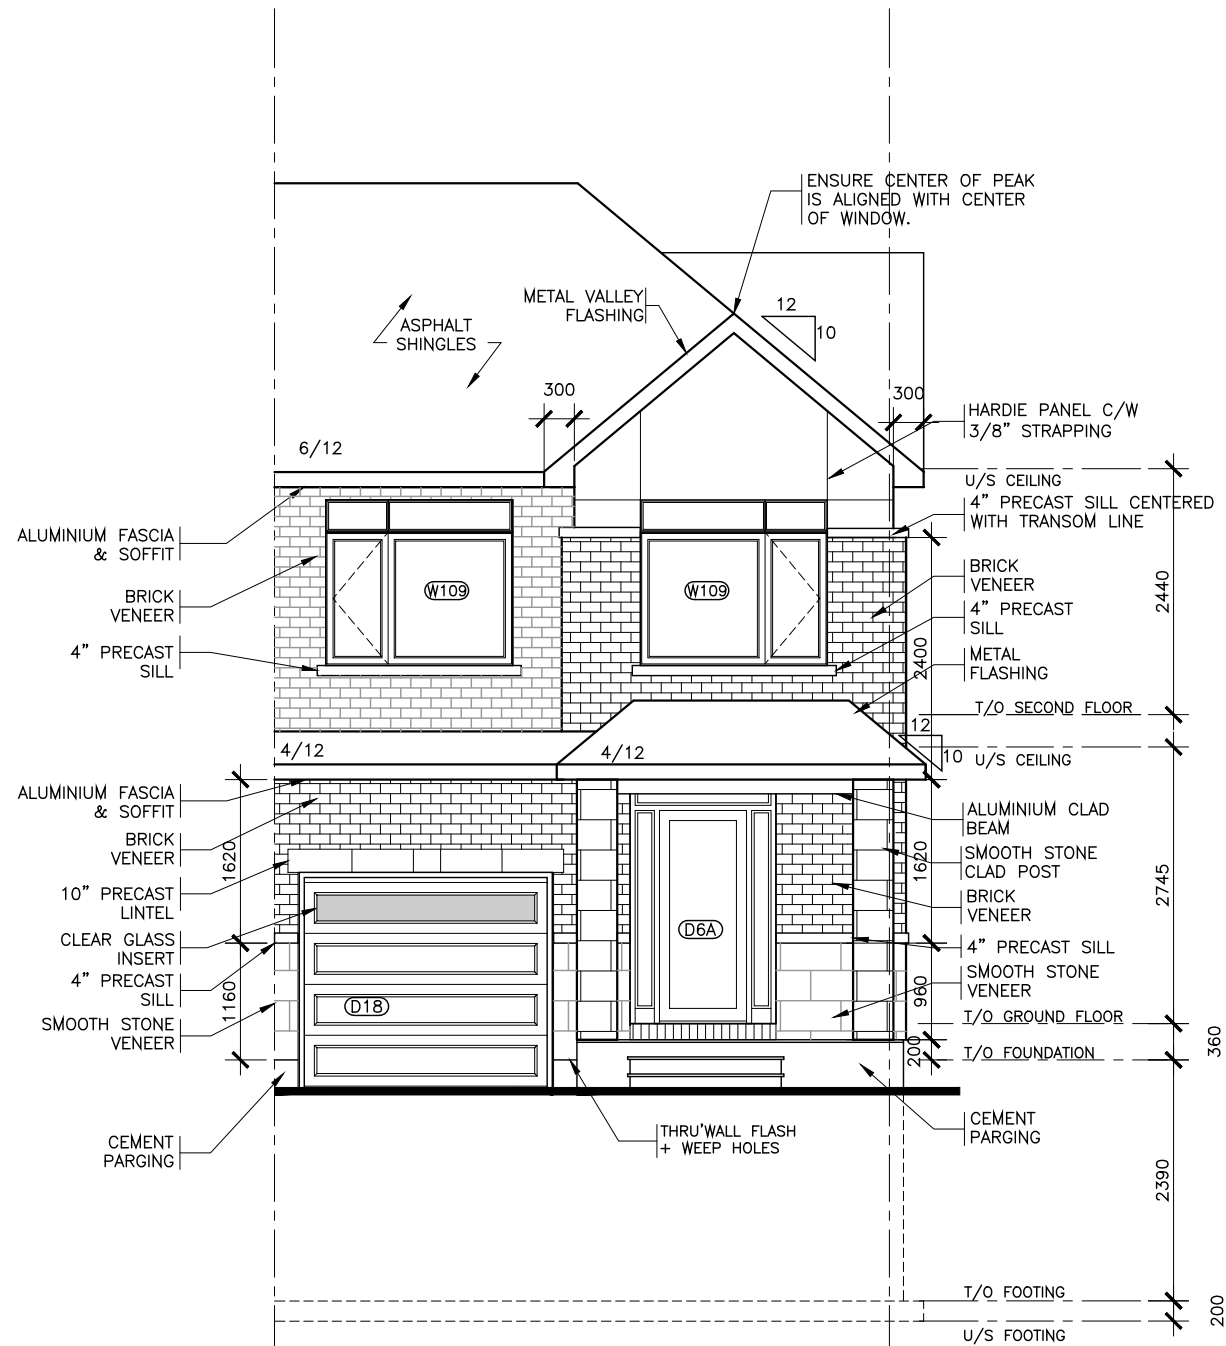 ENSURE CENTER OF PEAK
IS ALIGNED WITH CENTER
OF WINDOW.
METAL VALLEY
FLASHING
12
10
ASPHALT
SHINGLES
300
300
HARDIE PANEL C/W
3/8" STRAPPING
6/12
U/S CEILING
4" PRECAST SILL CENTERED
WITH TRANSOM LINE
ALUMINIUM FASCIA
& SOFFIT
BRICK
VENEER
4" PRECAST
SILL
W109
W109
BRICK
VENEER
4" PRECAST
SILL
METAL
FLASHING
2400
2440
T/O SECOND FLOOR
12
10
U/S CEILING
4/12
4/12
ALUMINIUM FASCIA
& SOFFIT
BRICK
VENEER
1620
10" PRECAST
LINTEL
CLEAR GLASS
INSERT
4" PRECAST
SILL
1160
SMOOTH STONE
VENEER
D18
D6A
ALUMINIUM CLAD
BEAM
SMOOTH STONE
CLAD POST
1620
BRICK
VENEER
4" PRECAST SILL
SMOOTH STONE
VENEER
960
2745
T/O GROUND FLOOR
200
T/O FOUNDATION
360
CEMENT
PARGING
THRU'WALL FLASH
+ WEEP HOLES
CEMENT
PARGING
2390
T/O FOOTING
200
U/S FOOTING